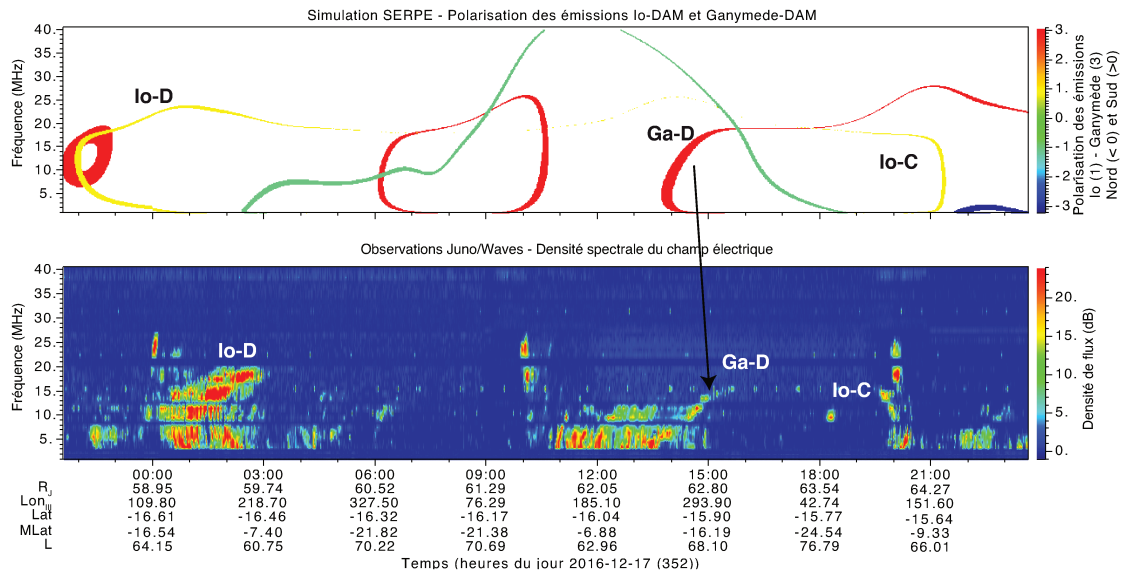 Simulation SERPE - Polarisation des émissions Io-DAM et Ganymede-DAM
Fréquence (MHz)
40.
35.
30.
25.
20.
15.
10.
5.
Io-D
Ga-D
Io-C
3.
2.
1.
0.
-1.
-2.
-3.
Polarisation des émissions
Io (1) - Ganymède (3)
Nord (< 0) et Sud (>0)
Observations Juno/Waves - Densité spectrale du champ électrique
Fréquence (MHz)
40.
35.
30.
25.
20.
15.
10.
5.
Io-D
Ga-D
Io-C
20.
15.
10.
5.
0.
Densité de flux (dB)
00:00 03:00 06:00 09:00 12:00 15:00 18:00 21:00
RJ 58.95 59.74 60.52 61.29 62.05 62.80 63.54 64.27
LonIII 109.80 218.70 327.50 76.29 185.10 293.90 42.74 151.60
Lat -16.61 -16.46 -16.32 -16.17 -16.04 -15.90 -15.77 -15.64
MLat -16.54 -7.40 -21.82 -21.38 -6.88 -16.19 -24.54 -9.33
L 64.15 60.75 70.22 70.69 62.96 68.10 76.79 66.01
Temps (heures du jour 2016-12-17 (352))